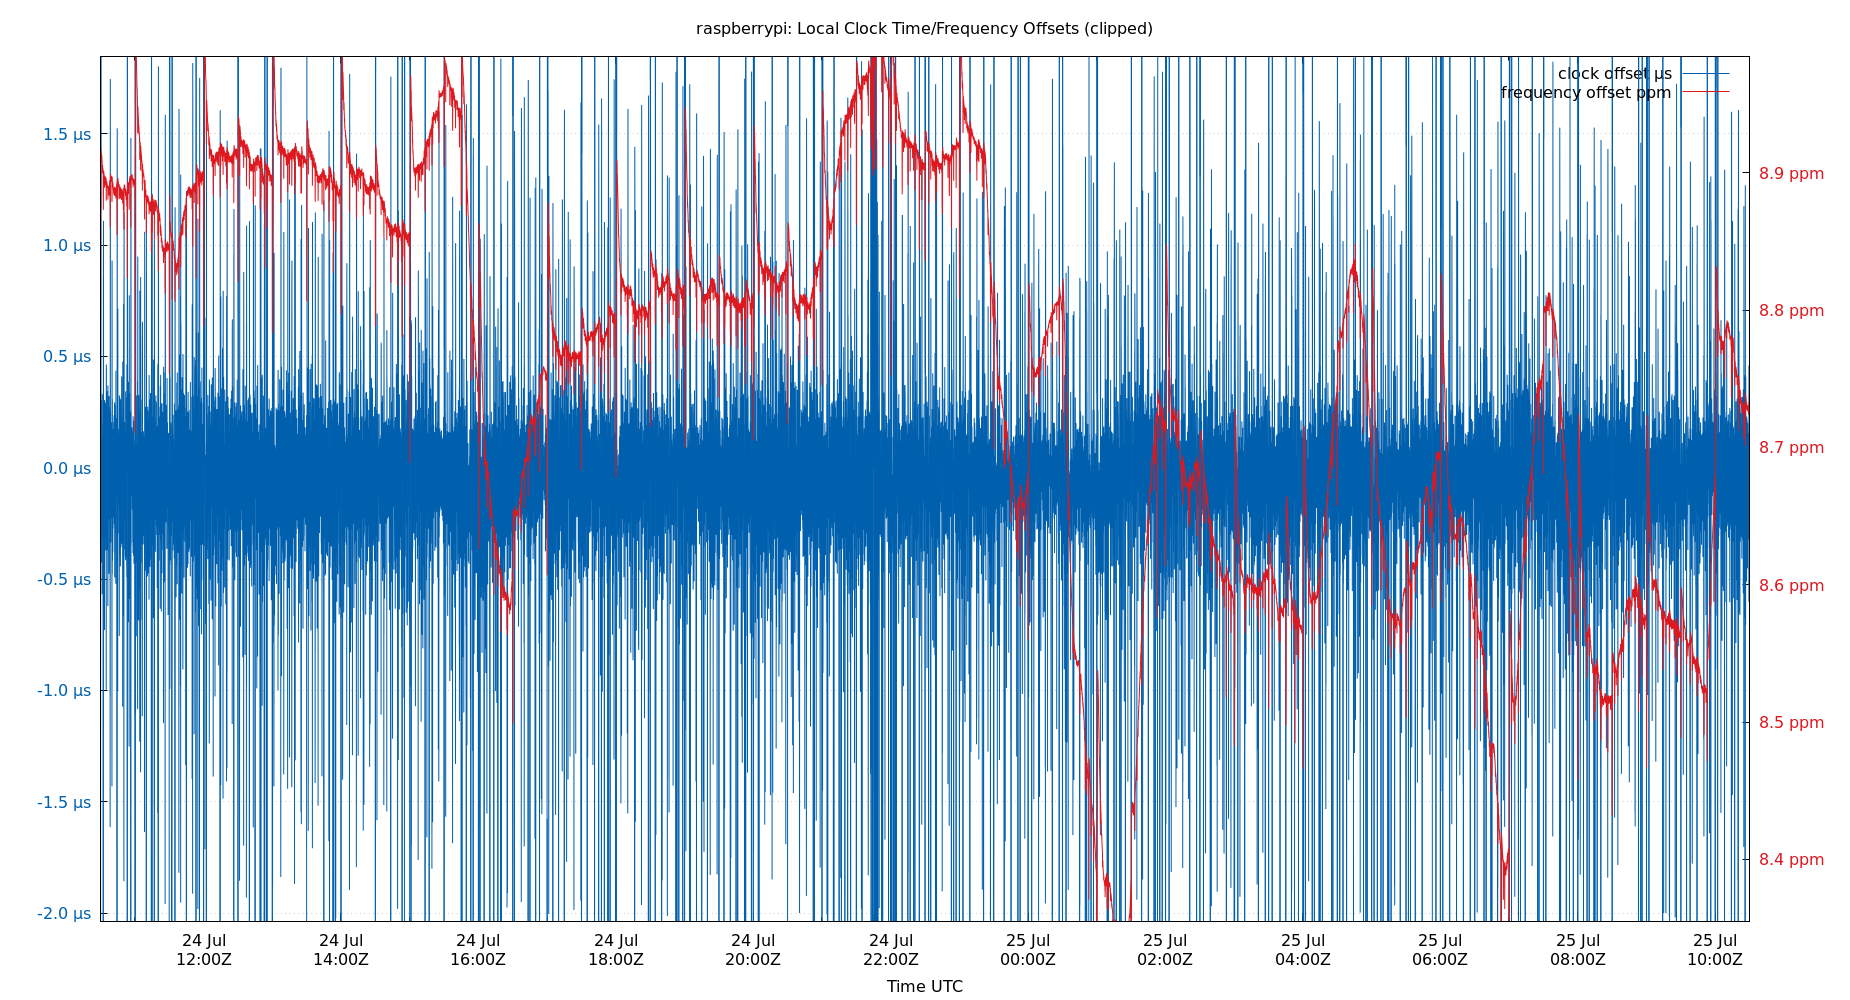 raspberrypi: Local Clock Time/Frequency Offsets (clipped)
clock offset µs
frequency offset ppm
1.5 µs
1.0 µs
0.5 µs
0.0 µs
-0.5 µs
-1.0 µs
-1.5 µs
-2.0 µs
8.9 ppm
8.8 ppm
8.7 ppm
8.6 ppm
8.5 ppm
8.4 ppm
24 Jul 24 Jul 24 Jul 24 Jul 24 Jul 24 Jul 25 Jul 25 Jul 25 Jul 25 Jul 25 Jul 25 Jul
12:00Z 14:00Z 16:00Z 18:00Z 20:00Z 22:00Z 00:00Z 02:00Z 04:00Z 06:00Z 08:00Z 10:00Z
Time UTC